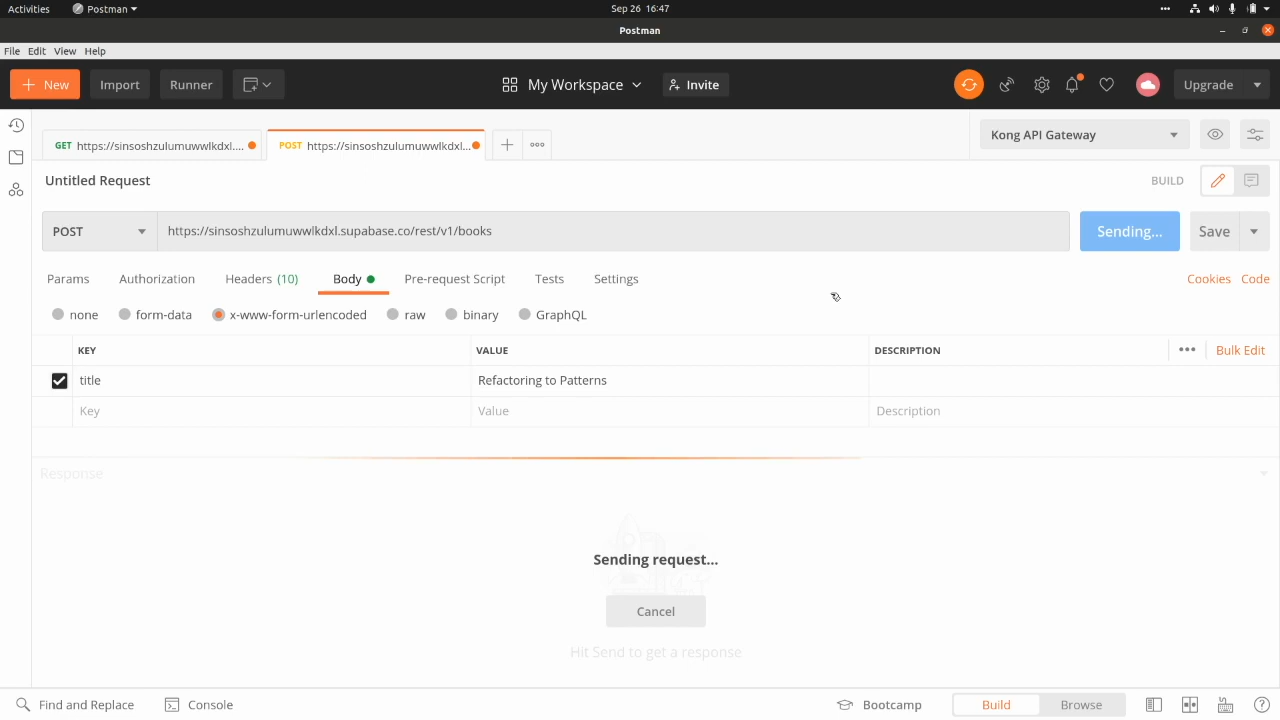 Activities Postman Sep 26 16:47
Postman
File Edit View Help
New Import Runner My Workspace Invite Upgrade
GET https://sinsoshzulumuwwlkdxl.... POST https://sinsoshzulumuwwlkdxl... Kong API Gateway
Untitled Request BUILD
POST https://sinsoshzulumuwwlkdxl.supabase.co/rest/v1/books Sending... Save
Params Authorization Headers (10) Body Pre-request Script Tests Settings Cookies Code
none form-data x-www-form-urlencoded raw binary GraphQL
KEY VALUE DESCRIPTION Bulk Edit
title Refactoring to Patterns
Key Value Description
Response
Sending request...
Cancel
Hit Send to get a response
Find and Replace Console Bootcamp Build Browse